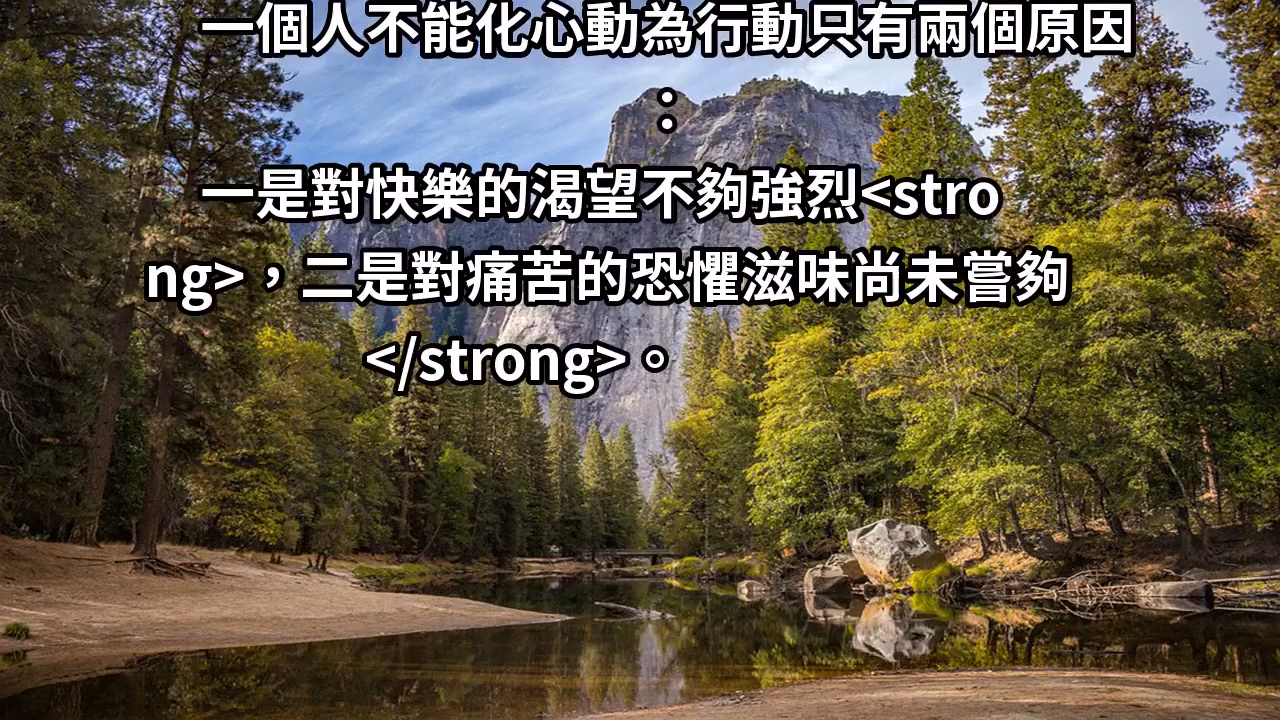 一個人不能化心動為行動只有兩個原因
：
一是對快樂的渴望不夠強烈<stro
ng>，二是對痛苦的恐懼滋味尚未嘗夠
</strong>。